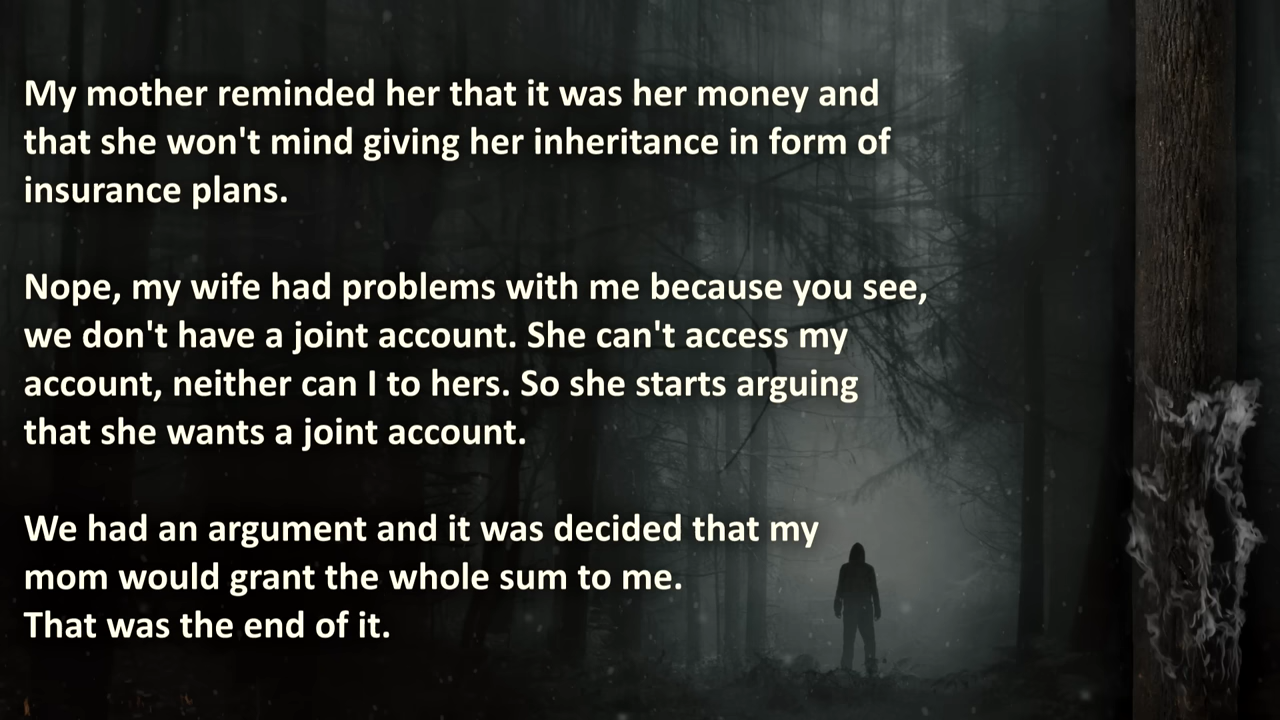 My mother reminded her that it was her money and
that she won't mind giving her inheritance in form of
insurance plans.
Nope, my wife had problems with me because you see,
we don't have a joint account. She can't access my
account, neither can I to hers. So she starts arguing
that she wants a joint account.
We had an argument and it was decided that my
mom would grant the whole sum to me.
That was the end of it.